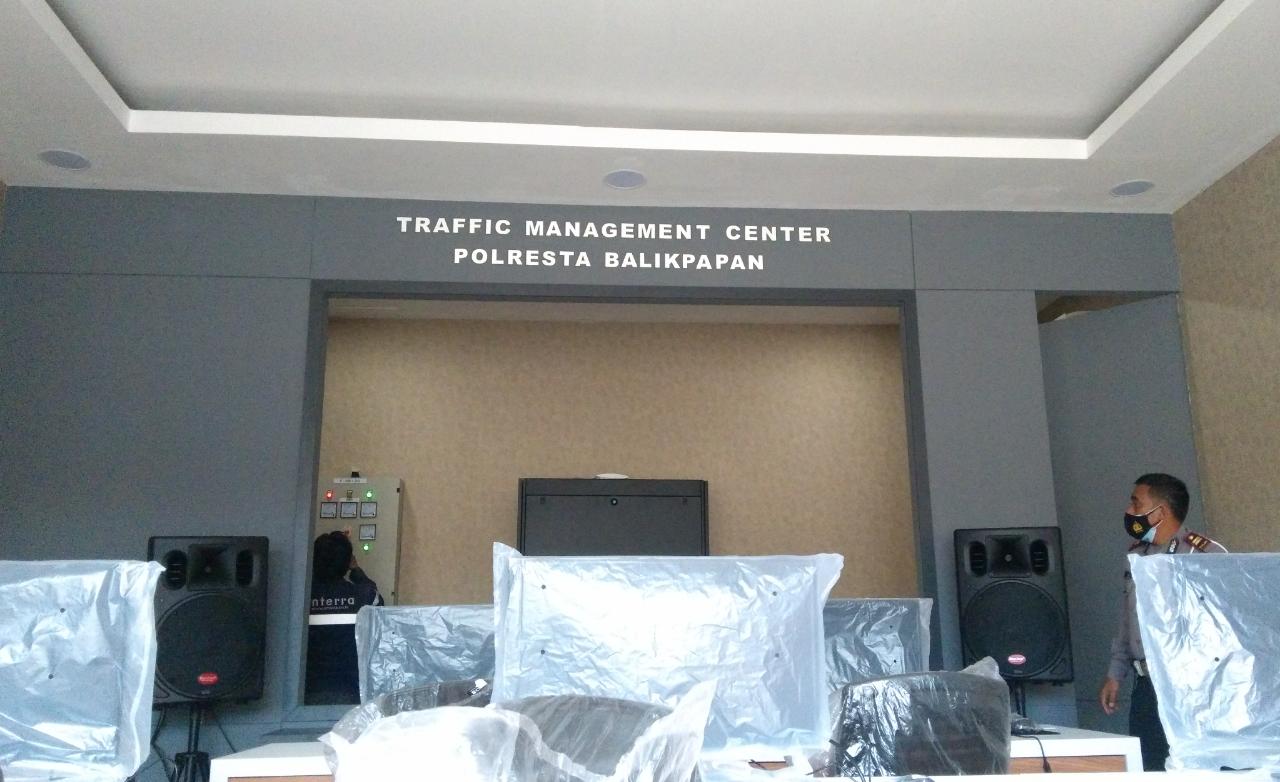 TRAFFIC MANAGEMENT CENTER
POLRESTA BALIKPAPAN
nterra